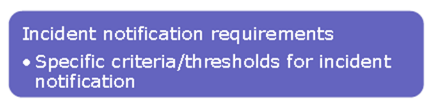 Incident notification requirements
• Specific criteria/thresholds for incident
notification